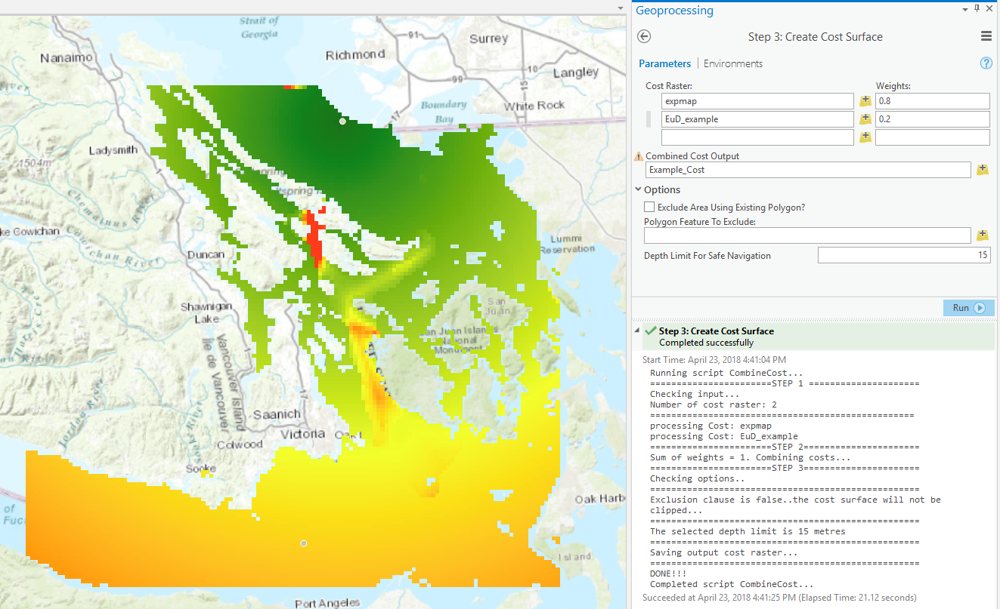 Strait of
Georgia
Nanaimo
Richmond
91
Surrey
99
10
Langley
15
Boundary
Bay
17
White Rock
River
Ladysmith
1504m
Chemainus River
Cowichan River
ke Cowichan
Duncan
Lummi
Reservation
Shawnigan
Lake
San
Juan
San Juan Islands
National
Monument
Vancouver Island
Île de Vancouver
1
17
Saanich
Victoria
Colwood
Sooke
Jordan River
Oak Harb
of
Fuc
Island
Port Angeles
Geoprocessing
Step 3: Create Cost Surface
Parameters
Environments
?
Cost Raster:
Weights:
expmap
0.8
EuD_example
0.2
Combined Cost Output
Example_Cost
Options
Exclude Area Using Existing Polygon?
Polygon Feature To Exclude:
Depth Limit For Safe Navigation
15
Run
Step 3: Create Cost Surface
Completed successfully
Start Time: April 23, 2018 4:41:04 PM
Running script CombineCost...
=======================STEP 1 =====================
Checking input...
Number of cost raster: 2
==================================================
processing Cost: expmap
processing Cost: EuD_example
=======================STEP 2======================
Sum of weights = 1. Combining costs...
=======================STEP 3======================
Checking options..
===================================================
Exclusion clause is false..the cost surface will not be
clipped...
===================================================
The selected depth limit is 15 metres
===================================================
Saving output cost raster...
===================================================
DONE!!!
Completed script CombineCost...
Succeeded at April 23, 2018 4:41:25 PM (Elapsed Time: 21.12 seconds)